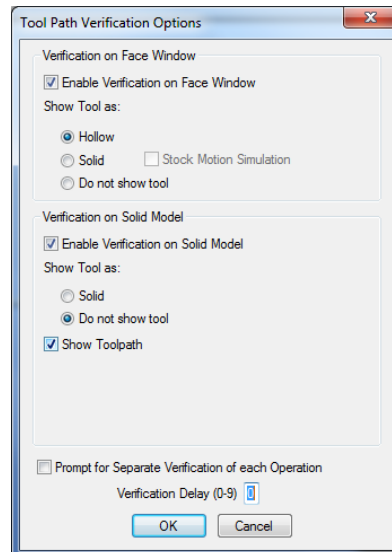 Tool Path Verification Options
Verification on Face Window
Enable Verification on Face Window
Show Tool as:
Hollow
Solid Stock Motion Simulation
Do not show tool
Verification on Solid Model
Enable Verification on Solid Model
Show Tool as:
Solid
Do not show tool
Show Toolpath
Prompt for Separate Verification of each Operation
Verification Delay (0-9) 0
OK Cancel